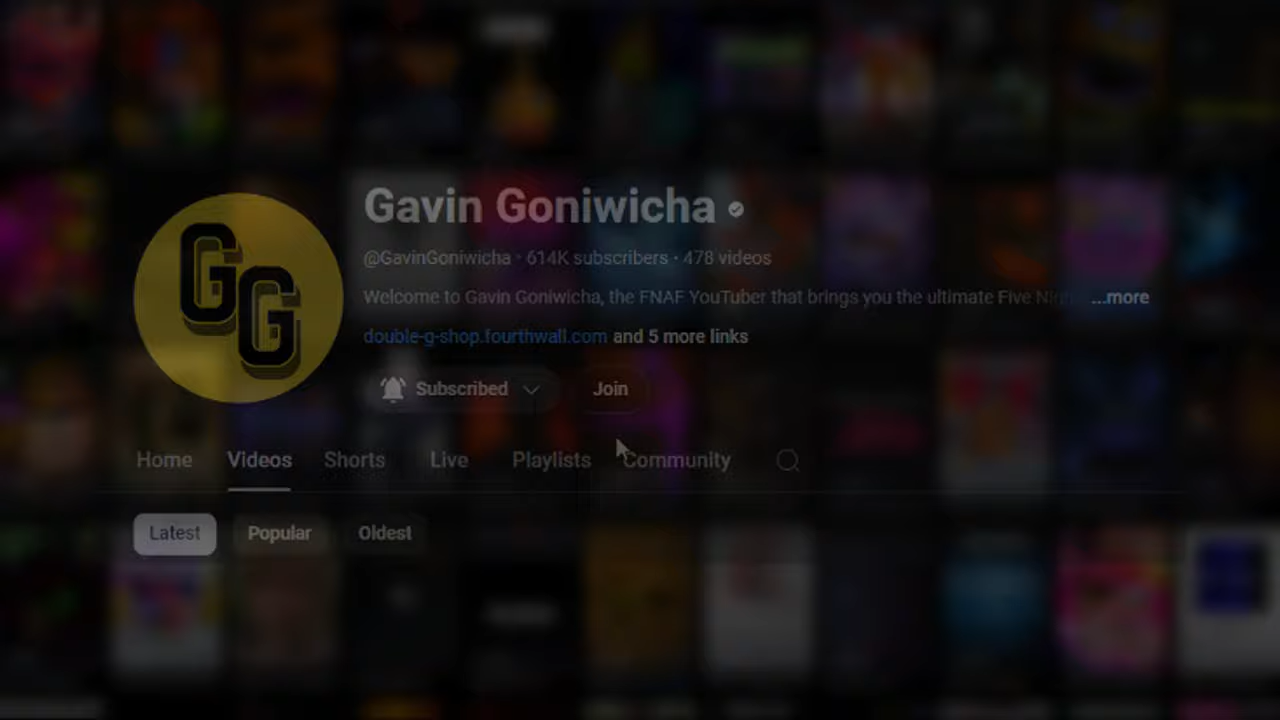 Gavin Goniwicha
@GavinGoniwicha · 614K subscribers · 478 videos
Welcome to Gavin Goniwicha, the FNAF YouTuber that brings you the ultimate Five ...more
double-g-shop.fourthwall.com and 5 more links
Subscribed Join
Home Videos Shorts Live Playlists Community
Latest Popular Oldest
GG